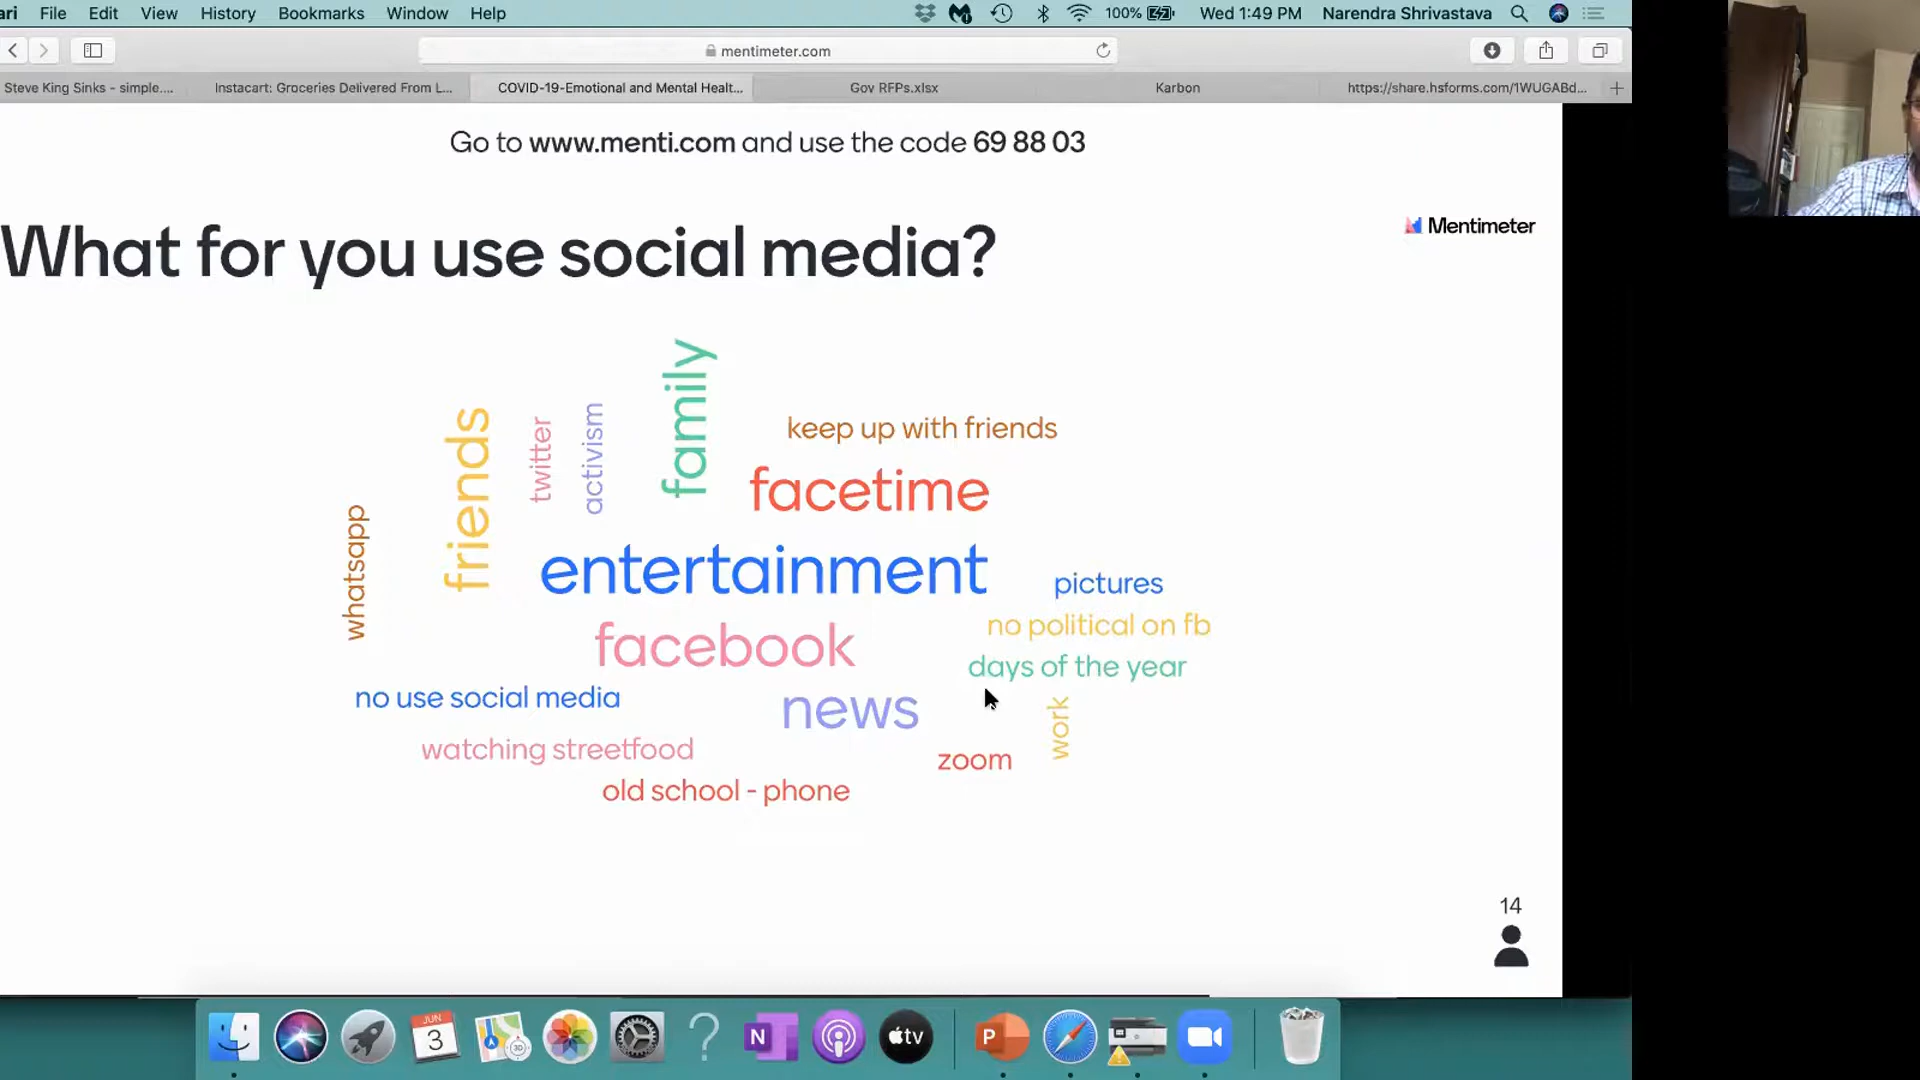 ari File Edit View History Bookmarks Window Help 100% Wed 1:49 PM Narendra Shrivastava
mentimeter.com
Steve King Sinks - simple.... Instacart: Groceries Delivered From L... COVID-19-Emotional and Mental Healt... Gov RFPs.xlsx Karbon https://share.hsforms.com/1WUGABd...
Go to www.menti.com and use the code 69 88 03
Mentimeter
What for you use social media?
family
friends
twitter
activism
keep up with friends
facetime
whatsapp
entertainment
pictures
no political on fb
facebook
days of the year
no use social media
news
work
watching streetfood
zoom
old school - phone
14
JUN
3
3D
N
tv
P